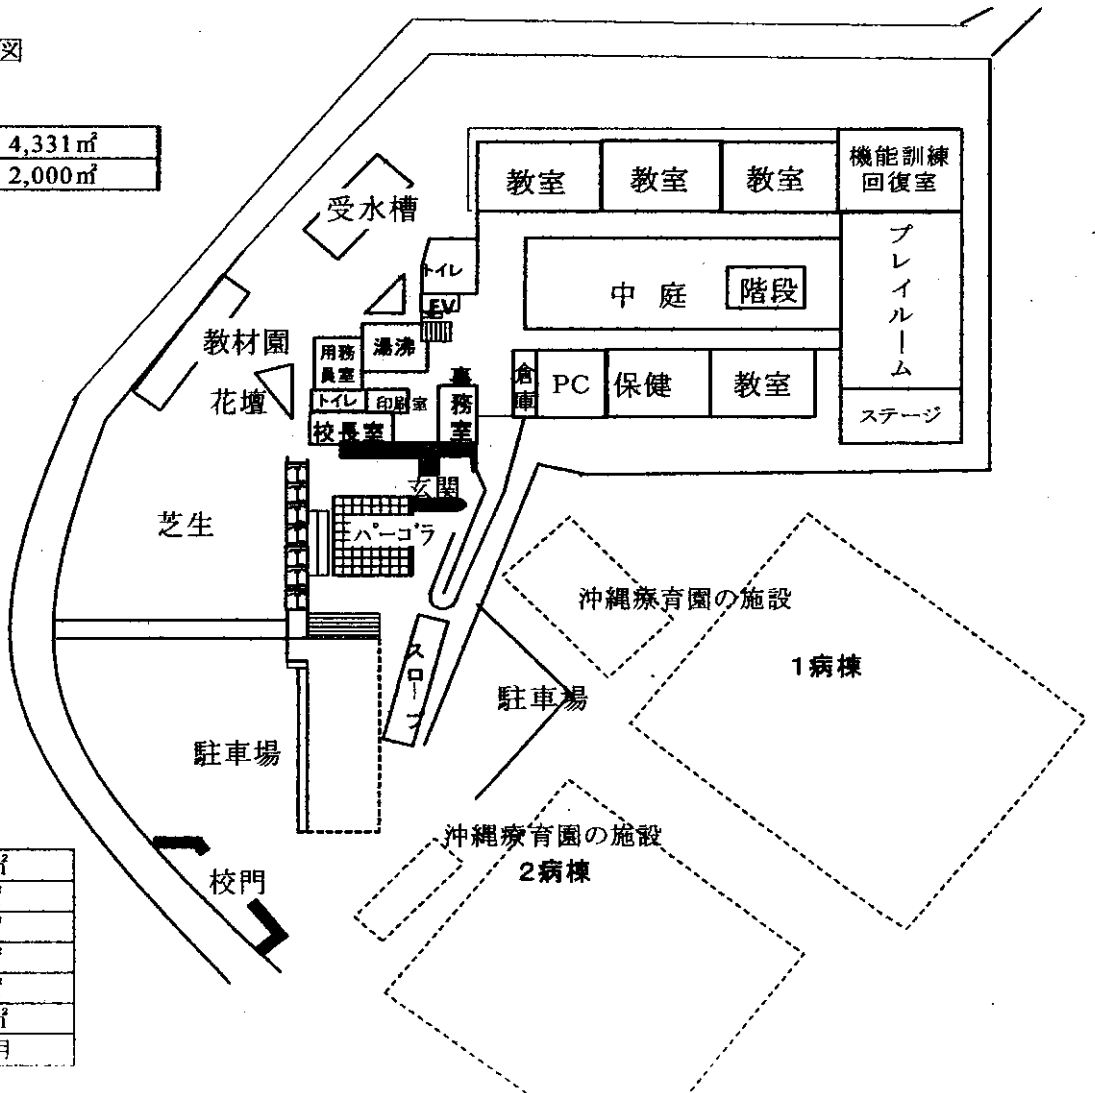 図
4,331㎡
2,000㎡
教室
教室
教室
機能訓練
回復室
受水槽
トイレ
EV
中庭
階段
プレイルーム
教材園
用務
員室
湯沸
花壇
トイレ
印刷室
事務室
倉庫
PC
保健
教室
ステージ
校長室
玄関
芝生
パーゴラ
沖縄療育園の施設
1病棟
スロープ
駐車場
駐車場
沖縄療育園の施設
2病棟
校門
㎡
㎡
月